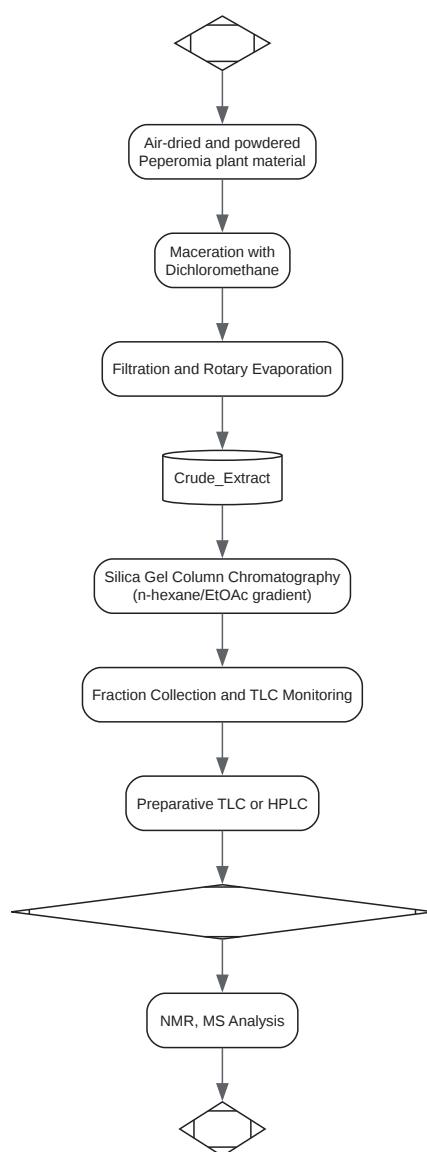 Air-dried and powdered
Peperomia plant material
Maceration with
Dichloromethane
Filtration and Rotary Evaporation
Crude_Extract
Silica Gel Column Chromatography
(n-hexane/EtOAc gradient)
Fraction Collection and TLC Monitoring
Preparative TLC or HPLC
NMR, MS Analysis